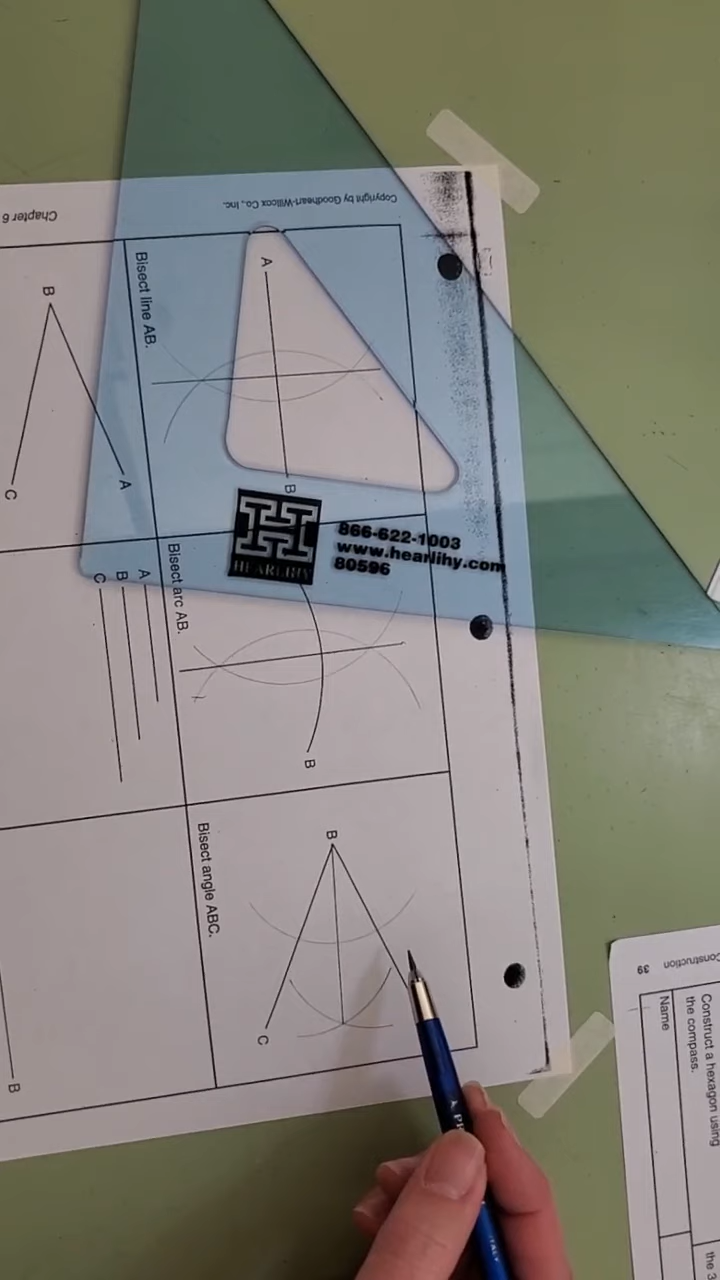 Copyright by Goodheart-Willcox Co., Inc.
Chapter 6
A
B
Bisect line AB.
B
A
C
HEARLIHY
866-622-1003
www.hearlihy.com
80596
B
Bisect arc AB.
A
B
C
B
C
Bisect angle ABC.
B
39
Name
Construct a hexagon using
the compass.